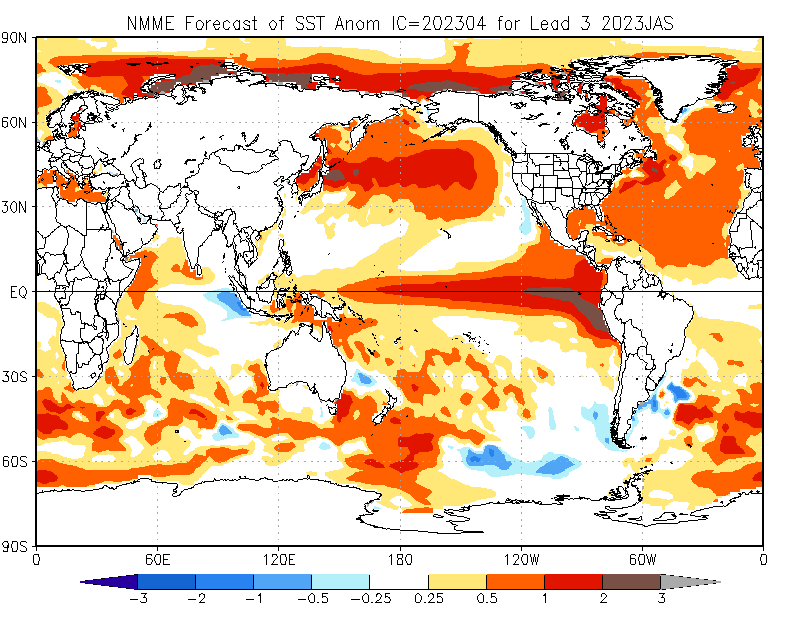 NMME Forecast of SST Anom IC=202304 for Lead 3 2023JAS
90N
60N
30N
EQ
30S
60S
90S
0 60E 120E 180 120W 60W 0
-3 -2 -1 -0.5 -0.25 0.25 0.5 1 2 3